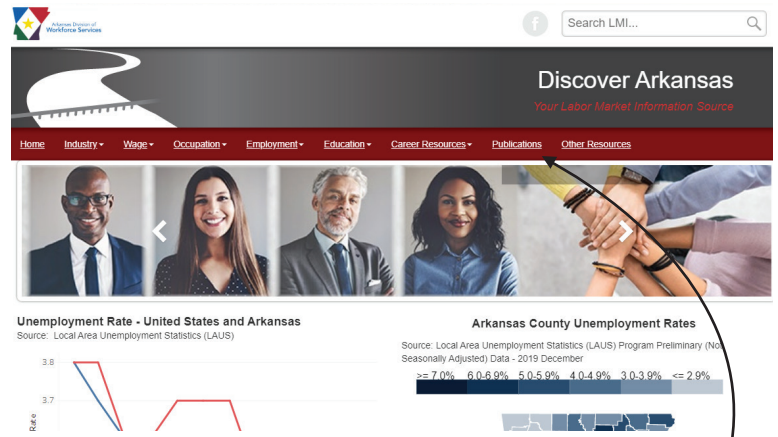 Arkansas Division of
Workforce Services
f
Search LMI...
Discover Arkansas
Your Labor Market Information Source
Home Industry Wage Occupation Employment Education Career Resources Publications Other Resources
Unemployment Rate - United States and Arkansas
Source: Local Area Unemployment Statistics (LAUS)
3.8
3.7
Rate
Arkansas County Unemployment Rates
Source: Local Area Unemployment Statistics (LAUS) Program Preliminary (Not
Seasonally Adjusted) Data - 2019 December
>= 7.0% 6.0-6.9% 5.0-5.9% 4.0-4.9% 3.0-3.9% <= 2.9%